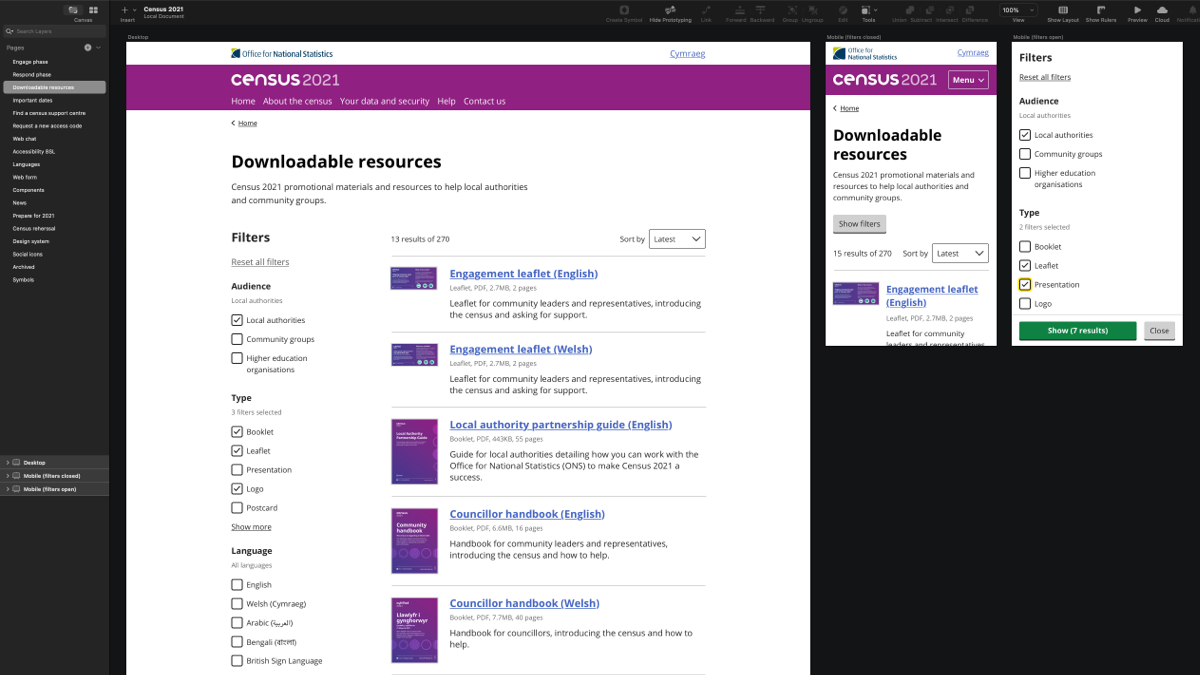 Canvas
Insert
Census 2021
Local Document
Create Symbol
Hide Prototyping
Link
Forward
Backward
Group
Ungroup
Edit
Tools
Union
Subtract
Intersect
Difference
100%
View
Show Layout
Show Rulers
Preview
Cloud
Notificat
Search Layers
Pages
Engage phase
Respond phase
Downloadable resources
Important dates
Find a census support centre
Request a new access code
Web chat
Accessibility BSL
Languages
Web form
Components
News
Prepare for 2021
Census rehersal
Design system
Social icons
Archived
Symbols
Desktop
Mobile (filters closed)
Mobile (filters open)
Desktop
Office for National Statistics
Cymraeg
census 2021
Home About the census Your data and security Help Contact us
Home
Downloadable resources
Census 2021 promotional materials and resources to help local authorities
and community groups.
Filters
Reset all filters
Audience
Local authorities
Local authorities
Community groups
Higher education
organisations
Type
3 filters selected
Booklet
Leaflet
Presentation
Logo
Postcard
Show more
Language
All languages
English
Welsh (Cymraeg)
Arabic (العربية)
Bengali (বাংলা)
British Sign Language
13 results of 270
Sort by Latest
Engagement leaflet (English)
Leaflet, PDF, 2.7MB, 2 pages
Leaflet for community leaders and representatives, introducing
the census and asking for support.
Engagement leaflet (Welsh)
Leaflet, PDF, 2.7MB, 2 pages
Leaflet for community leaders and representatives, introducing
the census and asking for support.
Local Authority
Partnership Guide
Local authority partnership guide (English)
Booklet, PDF, 443KB, 55 pages
Guide for local authorities detailing how you can work with the
Office for National Statistics (ONS) to make Census 2021 a
success.
Community
handbook
Councillor handbook (English)
Booklet, PDF, 6.6MB, 16 pages
Handbook for community leaders and representatives,
introducing the census and how to help.
Llawlyfr i
gynghorwyr
Councillor handbook (Welsh)
Booklet, PDF, 7.7MB, 40 pages
Handbook for councillors, introducing the census and how to
help.
Mobile (filters closed)
Office for
National Statistics
Cymraeg
census 2021
Menu
Home
Downloadable
resources
Census 2021 promotional materials and
resources to help local authorities and
community groups.
Show filters
15 results of 270
Sort by Latest
Engagement leaflet
(English)
Leaflet, PDF, 2.7MB, 2 pages
Leaflet for community
leaders and representatives,
Mobile (filters open)
Filters
Reset all filters
Audience
Local authorities
Local authorities
Community groups
Higher education
organisations
Type
2 filters selected
Booklet
Leaflet
Presentation
Logo
Show (7 results)
Close